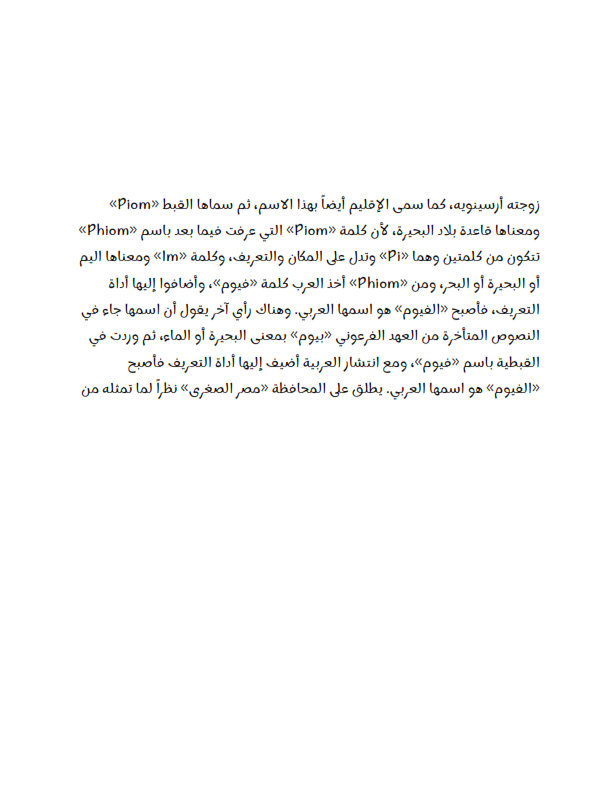 زوجته أرسينويه، كما سمى الإقليم أيضاً بهذا الاسم، ثم سماها القبط «Piom»
ومعناها قاعدة بلاد البحيرة، لأن كلمة «Piom» التي عرفت فيما بعد باسم «Phiom»
تتكون من كلمتين وهما «Pi» وتدل على المكان والتعريف، وكلمة «Im» ومعناها اليم
أو البحيرة أو البحر، ومن «Phiom» أخذ العرب كلمة «فيوم»، وأضافوا إليها أداة
التعريف، فأصبح «الفيوم» هو اسمها العربي. وهناك رأي آخر يقول أن اسمها جاء في
النصوص المتأخرة من العهد الفرعوني «بيوم» بمعنى البحيرة أو الماء، ثم وردت في
القبطية باسم «فيوم»، ومع انتشار العربية أضيف إليها أداة التعريف فأصبح
«الفيوم» هو اسمها العربي. يطلق على المحافظة «مصر الصغرى» نظراً لما تمثله من